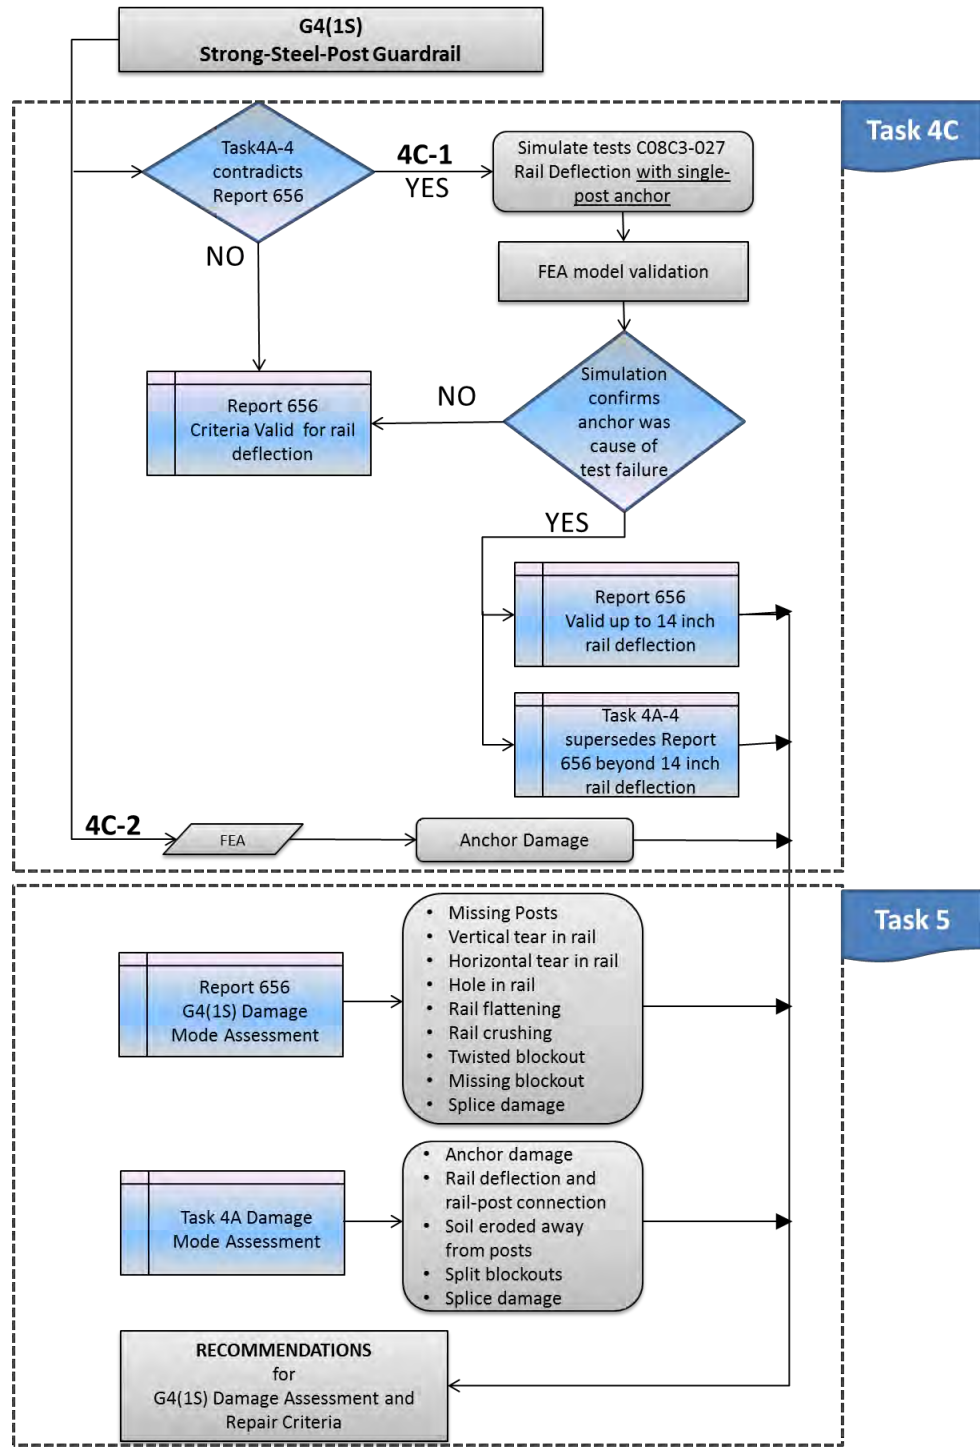 G4(1S)
Strong-Steel-Post Guardrail
Task 4C
Task4A-4
contradicts
Report 656
4C-1
YES
Simulate tests C08C3-027
Rail Deflection with single-
post anchor
NO
FEA model validation
Simulation
confirms
anchor was
cause of
test failure
NO
Report 656
Criteria Valid for rail
deflection
YES
Report 656
Valid up to 14 inch
rail deflection
Task 4A-4
supersedes Report
656 beyond 14 inch
rail deflection
4C-2
FEA
Anchor Damage
Task 5
Report 656
G4(1S) Damage
Mode Assessment
• Missing Posts
• Vertical tear in rail
• Horizontal tear in rail
• Hole in rail
• Rail flattening
• Rail crushing
• Twisted blockout
• Missing blockout
• Splice damage
Task 4A Damage
Mode Assessment
• Anchor damage
• Rail deflection and
rail-post connection
• Soil eroded away
from posts
• Split blockouts
• Splice damage
RECOMMENDATIONS
for
G4(1S) Damage Assessment and
Repair Criteria